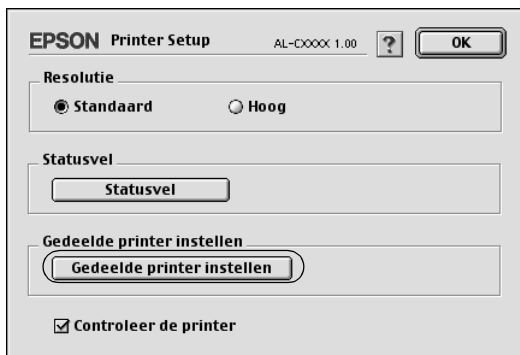 EPSON Printer Setup AL-CXXXX 1.00 ? OK
Resolutie
Standaard Hoog
Statusvel
Statusvel
Gedeelde printer instellen
Gedeelde printer instellen
Controleer de printer